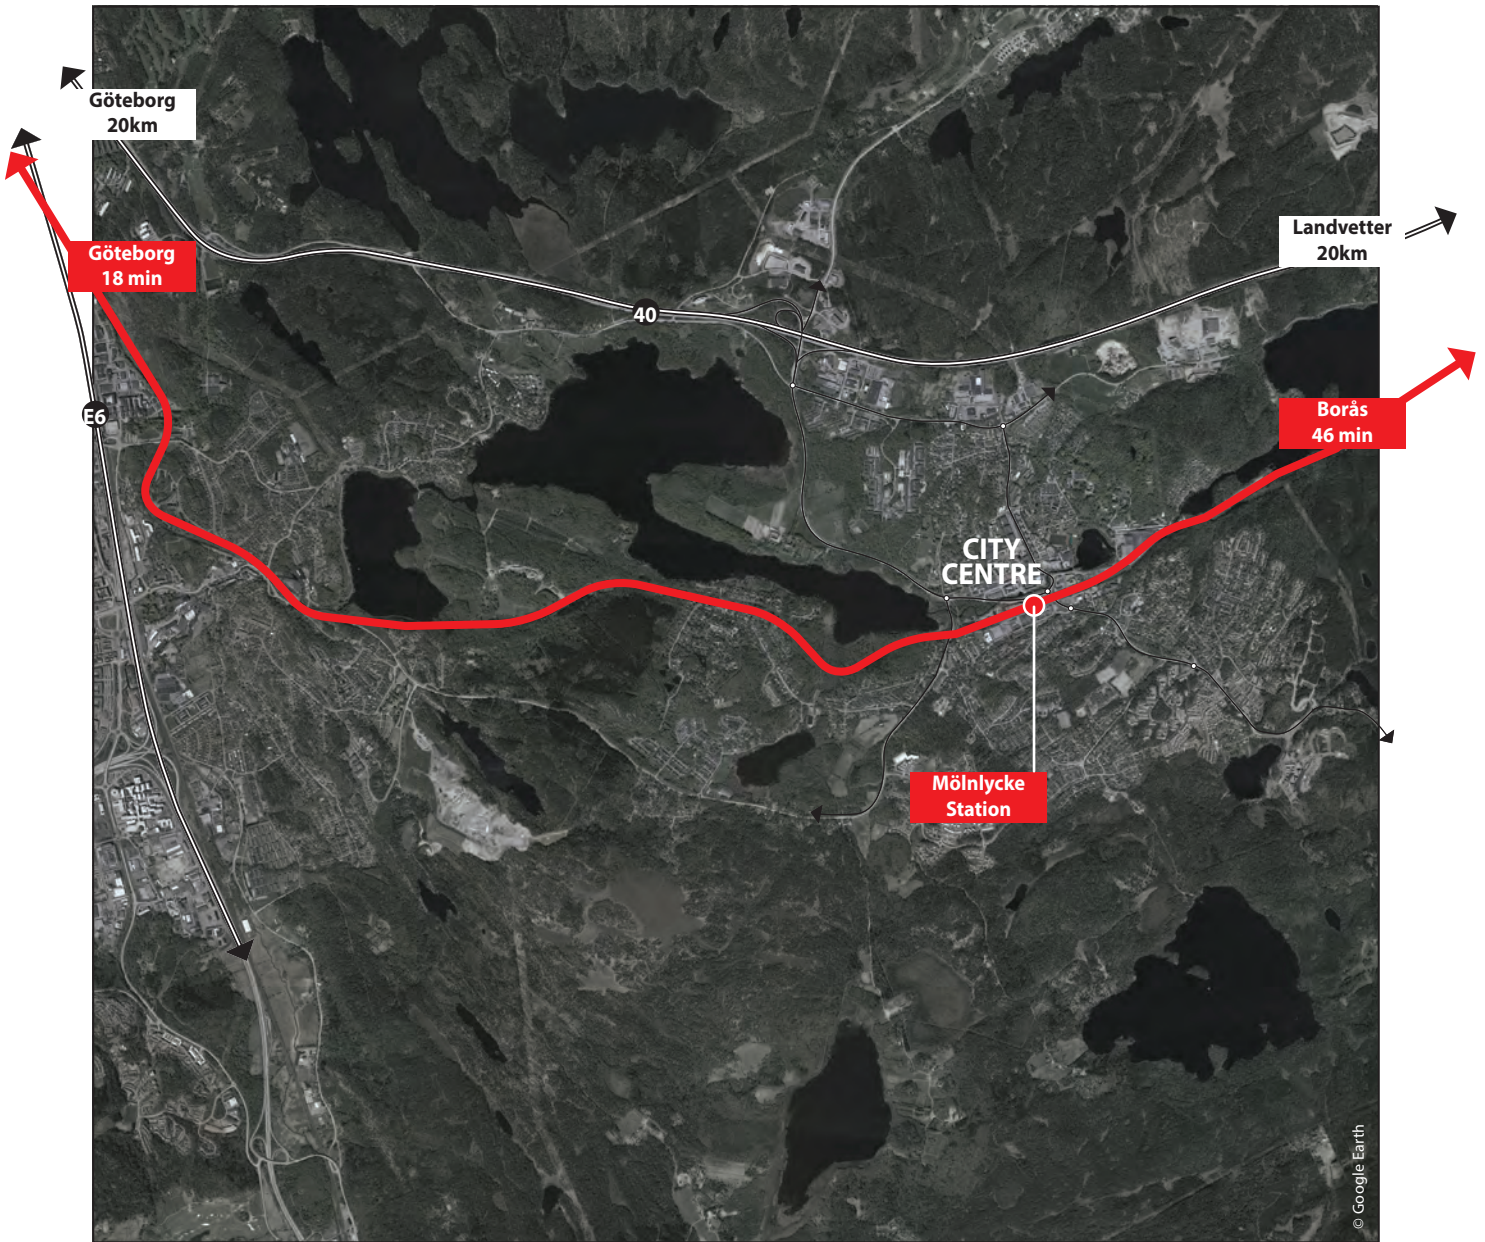 Göteborg
20km
Göteborg
18 min
Landvetter
20km
40
E6
Borås
46 min
CITY
CENTRE
Mölnlycke
Station
© Google Earth